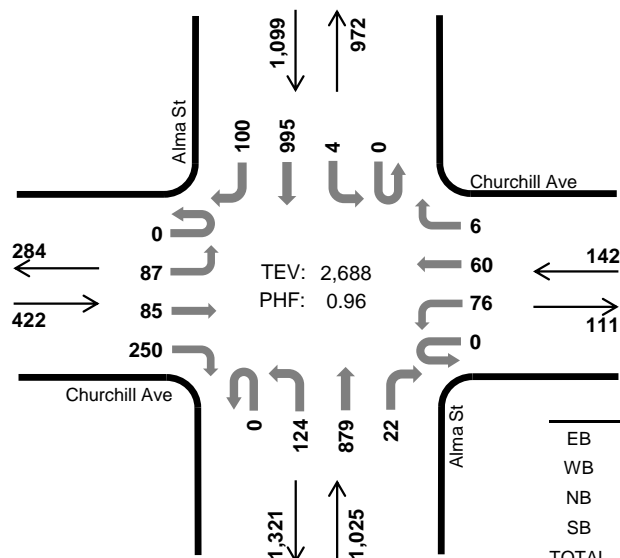 1,099
972
Alma St
100
995
4
0
Churchill Ave
0
6
284
87
TEV: 2,688
60
142
422
85
PHF: 0.96
76
111
250
0
Churchill Ave
0
124
879
22
Alma St
1,321
1,025
EB
WB
NB
SB
TOTAL